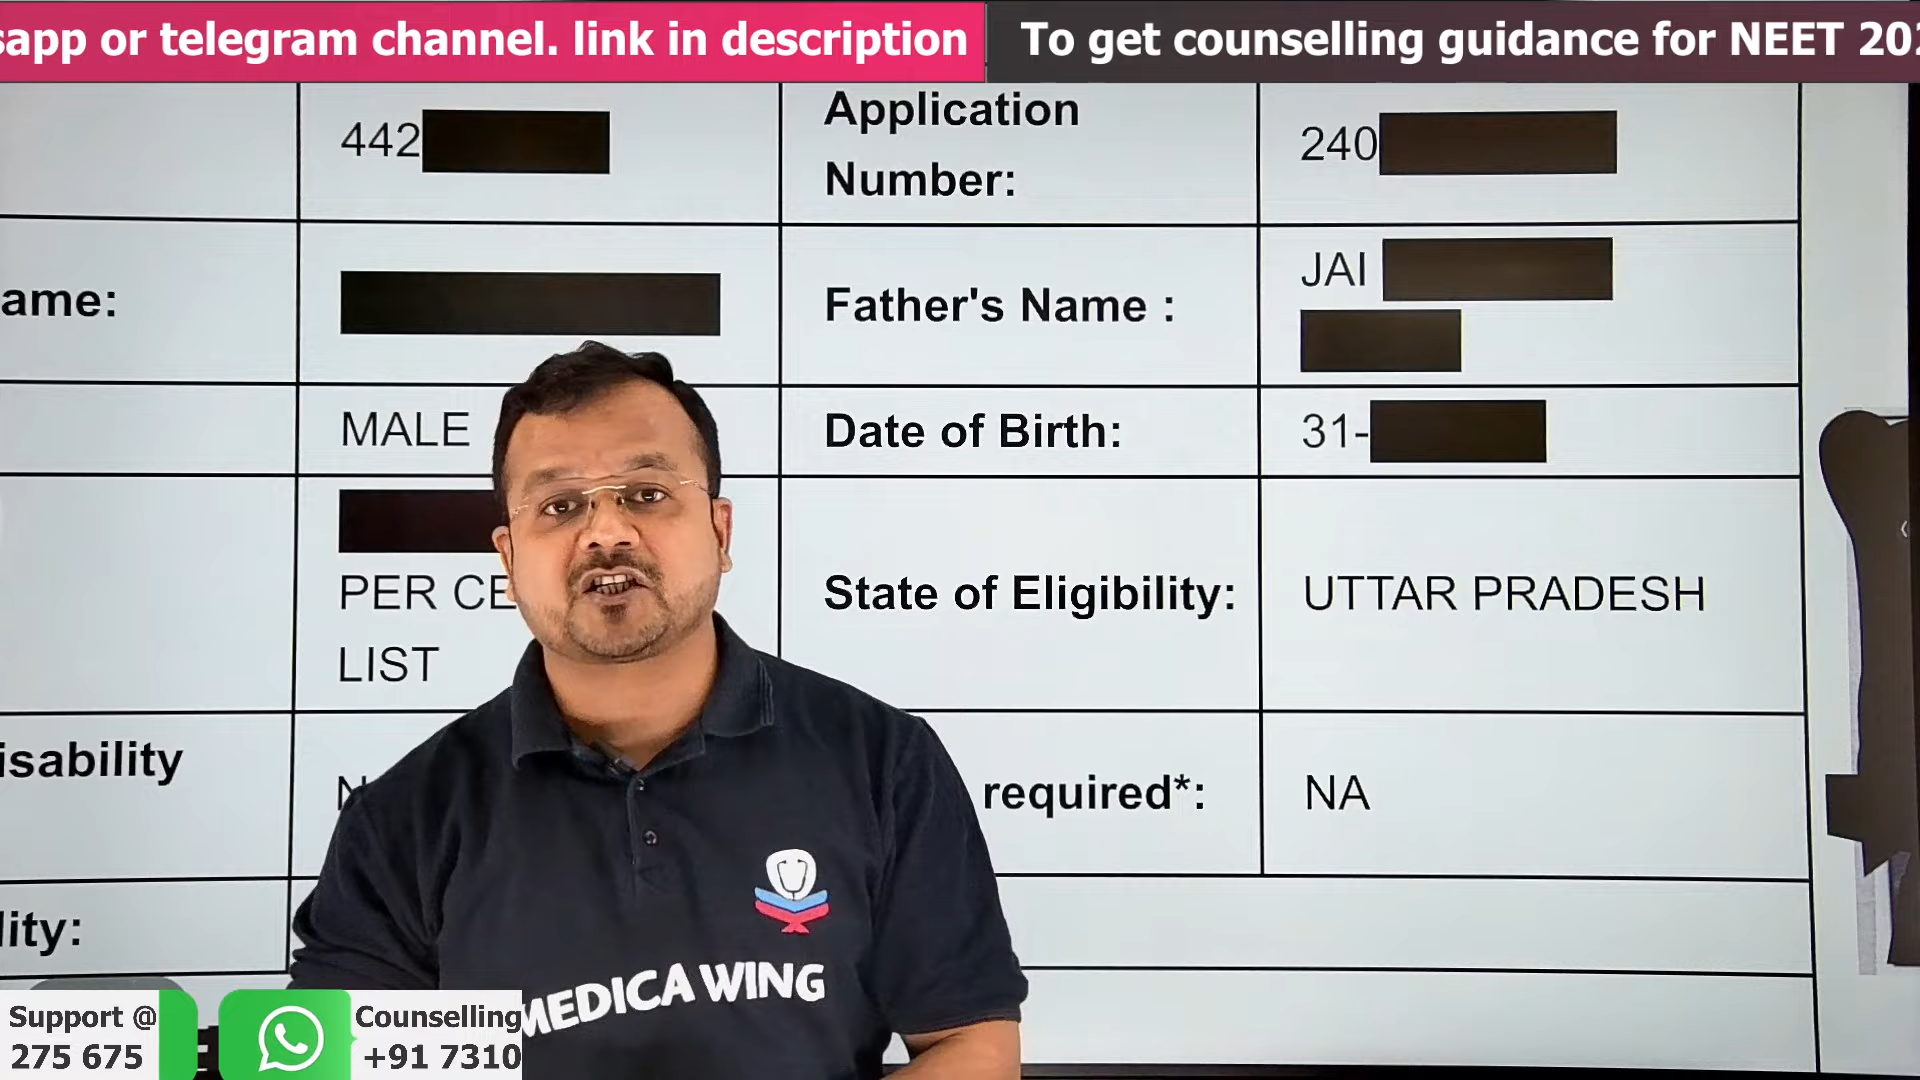 sapp or telegram channel. link in description
To get counselling guidance for NEET 202
442
Application
Number:
240
ame:
Father's Name :
JAI
MALE
Date of Birth:
31-
PER CE
LIST
State of Eligibility:
UTTAR PRADESH
isability
N
required*:
NA
lity:
MEDICA WING
Support @
275 675
Counselling
+91 7310